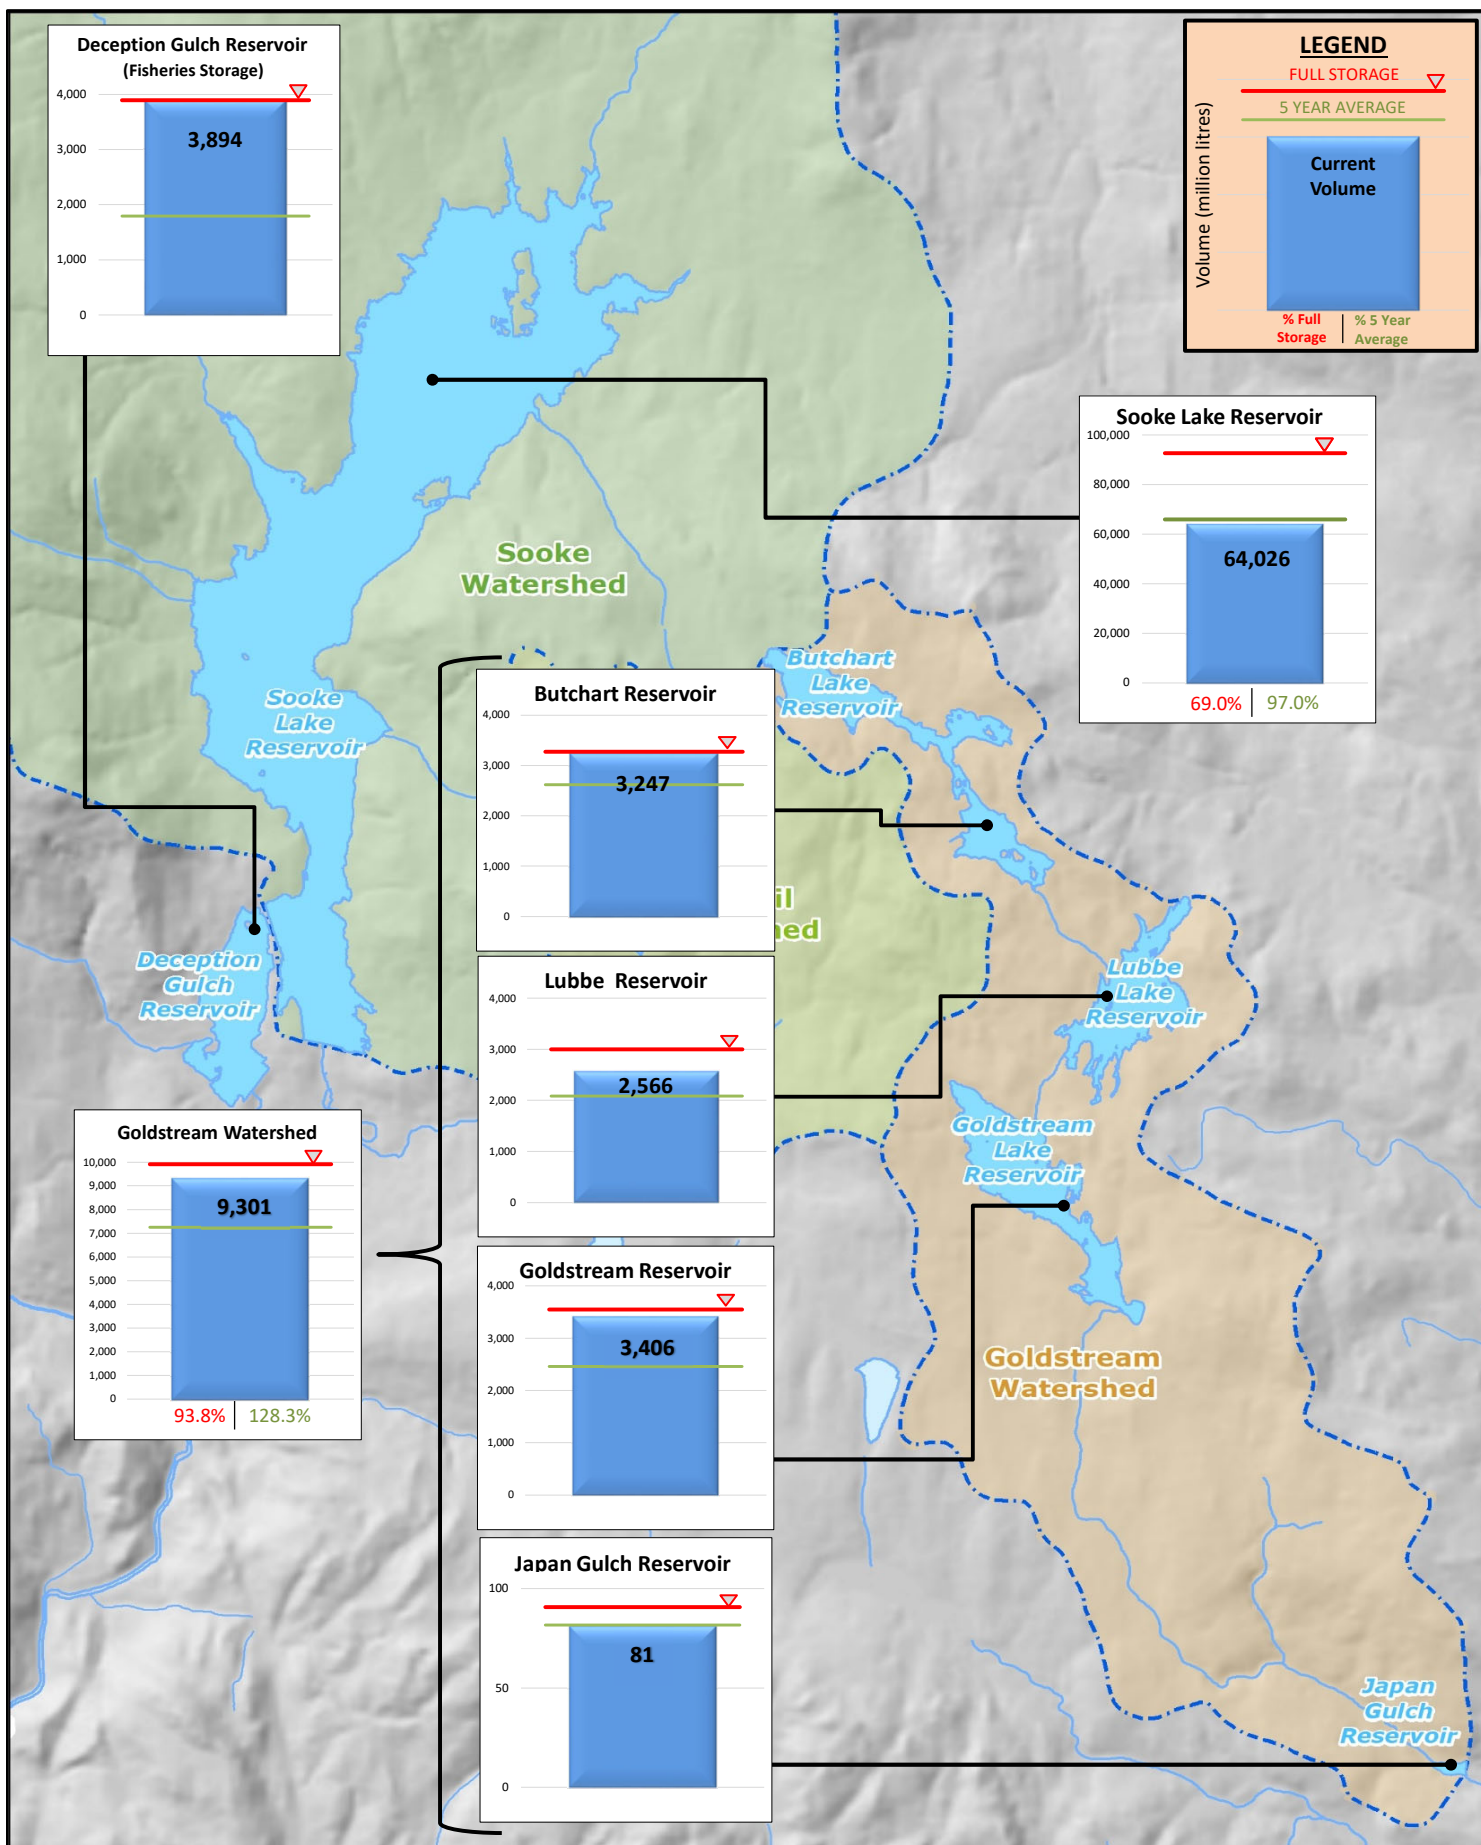 Deception Gulch Reservoir
(Fisheries Storage)
4,000
3,000
2,000
1,000
0
3,894
LEGEND
FULL STORAGE
5 YEAR AVERAGE
Volume (million litres)
Current
Volume
% Full
Storage
% 5 Year
Average
Sooke Lake Reservoir
100,000
80,000
60,000
40,000
20,000
0
64,026
69.0%
97.0%
Sooke
Watershed
Sooke
Lake
Reservoir
Butchart
Lake
Reservoir
Butchart Reservoir
4,000
3,000
2,000
1,000
0
3,247
il
hed
Deception
Gulch
Reservoir
Lubbe
Lake
Reservoir
Lubbe Reservoir
4,000
3,000
2,000
1,000
0
2,566
Goldstream Watershed
10,000
9,000
8,000
7,000
6,000
5,000
4,000
3,000
2,000
1,000
0
9,301
93.8%
128.3%
Goldstream
Lake
Reservoir
Goldstream Reservoir
4,000
3,000
2,000
1,000
0
3,406
Goldstream
Watershed
Japan Gulch Reservoir
100
50
0
81
Japan
Gulch
Reservoir